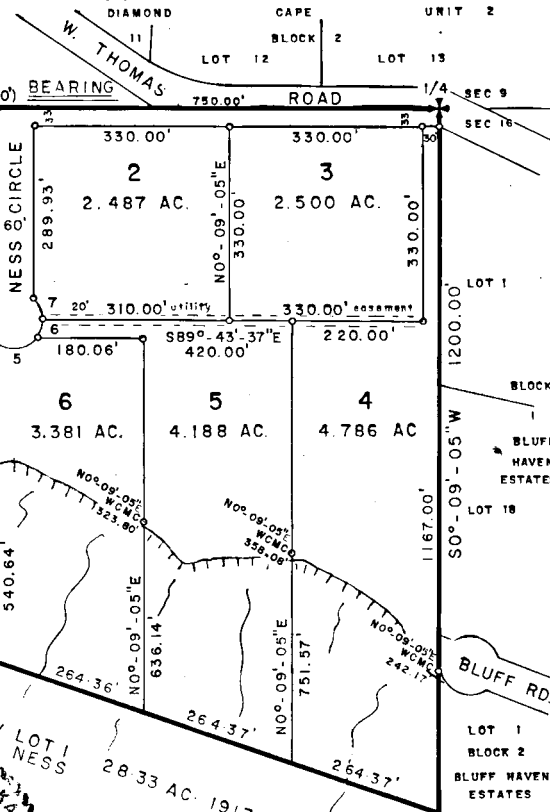 DIAMOND CAPE UNIT 2
W. THOMAS
11 BLOCK 2
LOT 12 LOT 13
0') BEARING 1/4 SEC 9
750.00' ROAD
SEC 16
33 330.00' 330.00' 33 30'
NESS CIRCLE
60'
289.93'
2
2.487 AC.
N0°-09'-05"E
330.00'
3
2.500 AC.
330.00'
LOT 1
1200.00'
S0°-09'-05"W
1167.00'
7
20' 310.00' utility 330.00' easement
6 S89°-43'-37"E 220.00'
5 180.06' 420.00'
BLOCK
1
BLUFF
HAVEN
ESTATES
LOT 18
6
3.381 AC.
5
4.188 AC.
4
4.786 AC
N0°-09'-05"E
WCMC
323.80'
N0°-09'-05"E
WCMC
358.08'
540.64'
N0°-09'-05"E
636.14'
N0°-09'-05"E
751.57'
N0°-09'-05"E
WCMC
242.17
BLUFF RD.
264.36'
264.37'
264.37'
LOT 1
NESS
28.33 AC. 1917
LOT 1
BLOCK 2
BLUFF HAVEN
ESTATES